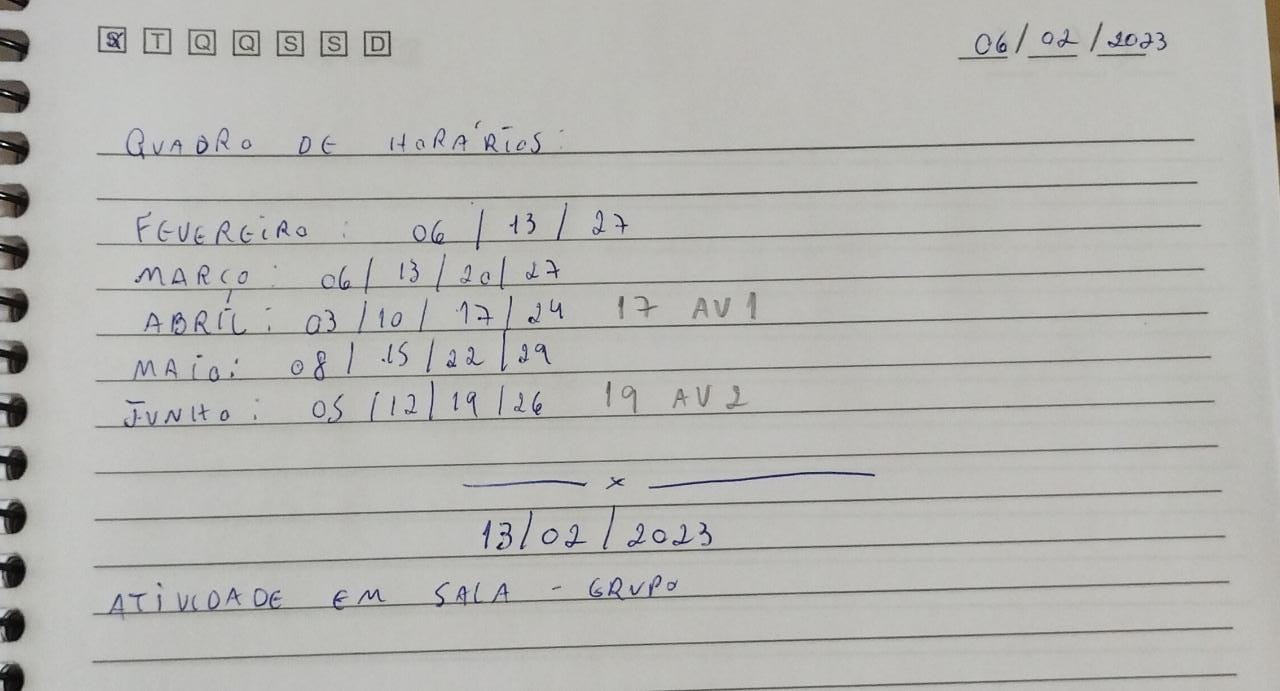 S T Q Q S S D 06/02/2023
QUADRO DE HORÁRIOS:
FEVEREIRO: 06 / 13 / 27
MARÇO: 06 / 13 / 20 / 27
ABRIL: 03 / 10 / 17 / 24 17 AV 1
MAIO: 08 / 15 / 22 / 29
JUNHO: 05 / 12 / 19 / 26 19 AV 2
x
13/02/2023
ATIVIDADE EM SALA - GRUPO